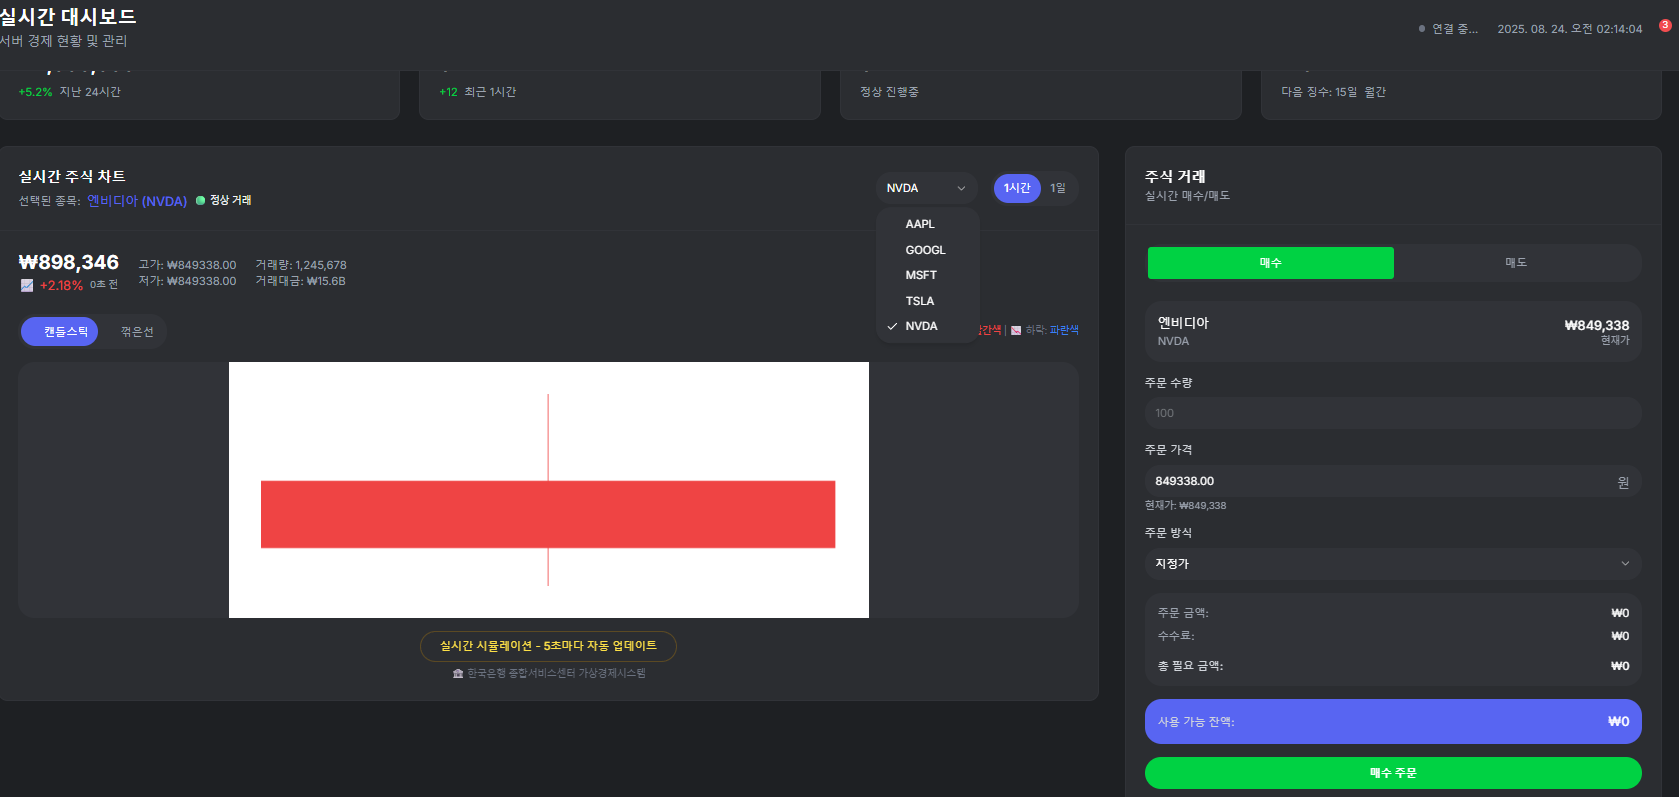 실시간 대시보드
서버 경제 현황 및 관리
연결 중...
2025. 08. 24. 오전 02:14:04
3
+5.2% 지난 24시간
+12 최근 1시간
정상 진행중
다음 징수: 15일 월간
실시간 주식 차트
선택된 종목: 엔비디아 (NVDA) 정상 거래
NVDA
1시간
1일
AAPL
GOOGL
MSFT
TSLA
NVDA
₩898,346
+2.18% 0초 전
고가: ₩849338.00
저가: ₩849338.00
거래량: 1,245,678
거래대금: ₩15.6B
캔들스틱
꺾은선
간색 | 하락: 파란색
실시간 시뮬레이션 - 5초마다 자동 업데이트
한국은행 종합서비스센터 가상경제시스템
주식 거래
실시간 매수/매도
매수
매도
엔비디아
NVDA
₩849,338
현재가
주문 수량
100
주문 가격
849338.00
원
현재가: ₩849,338
주문 방식
지정가
주문 금액: ₩0
수수료: ₩0
총 필요 금액: ₩0
사용 가능 잔액: ₩0
매수 주문